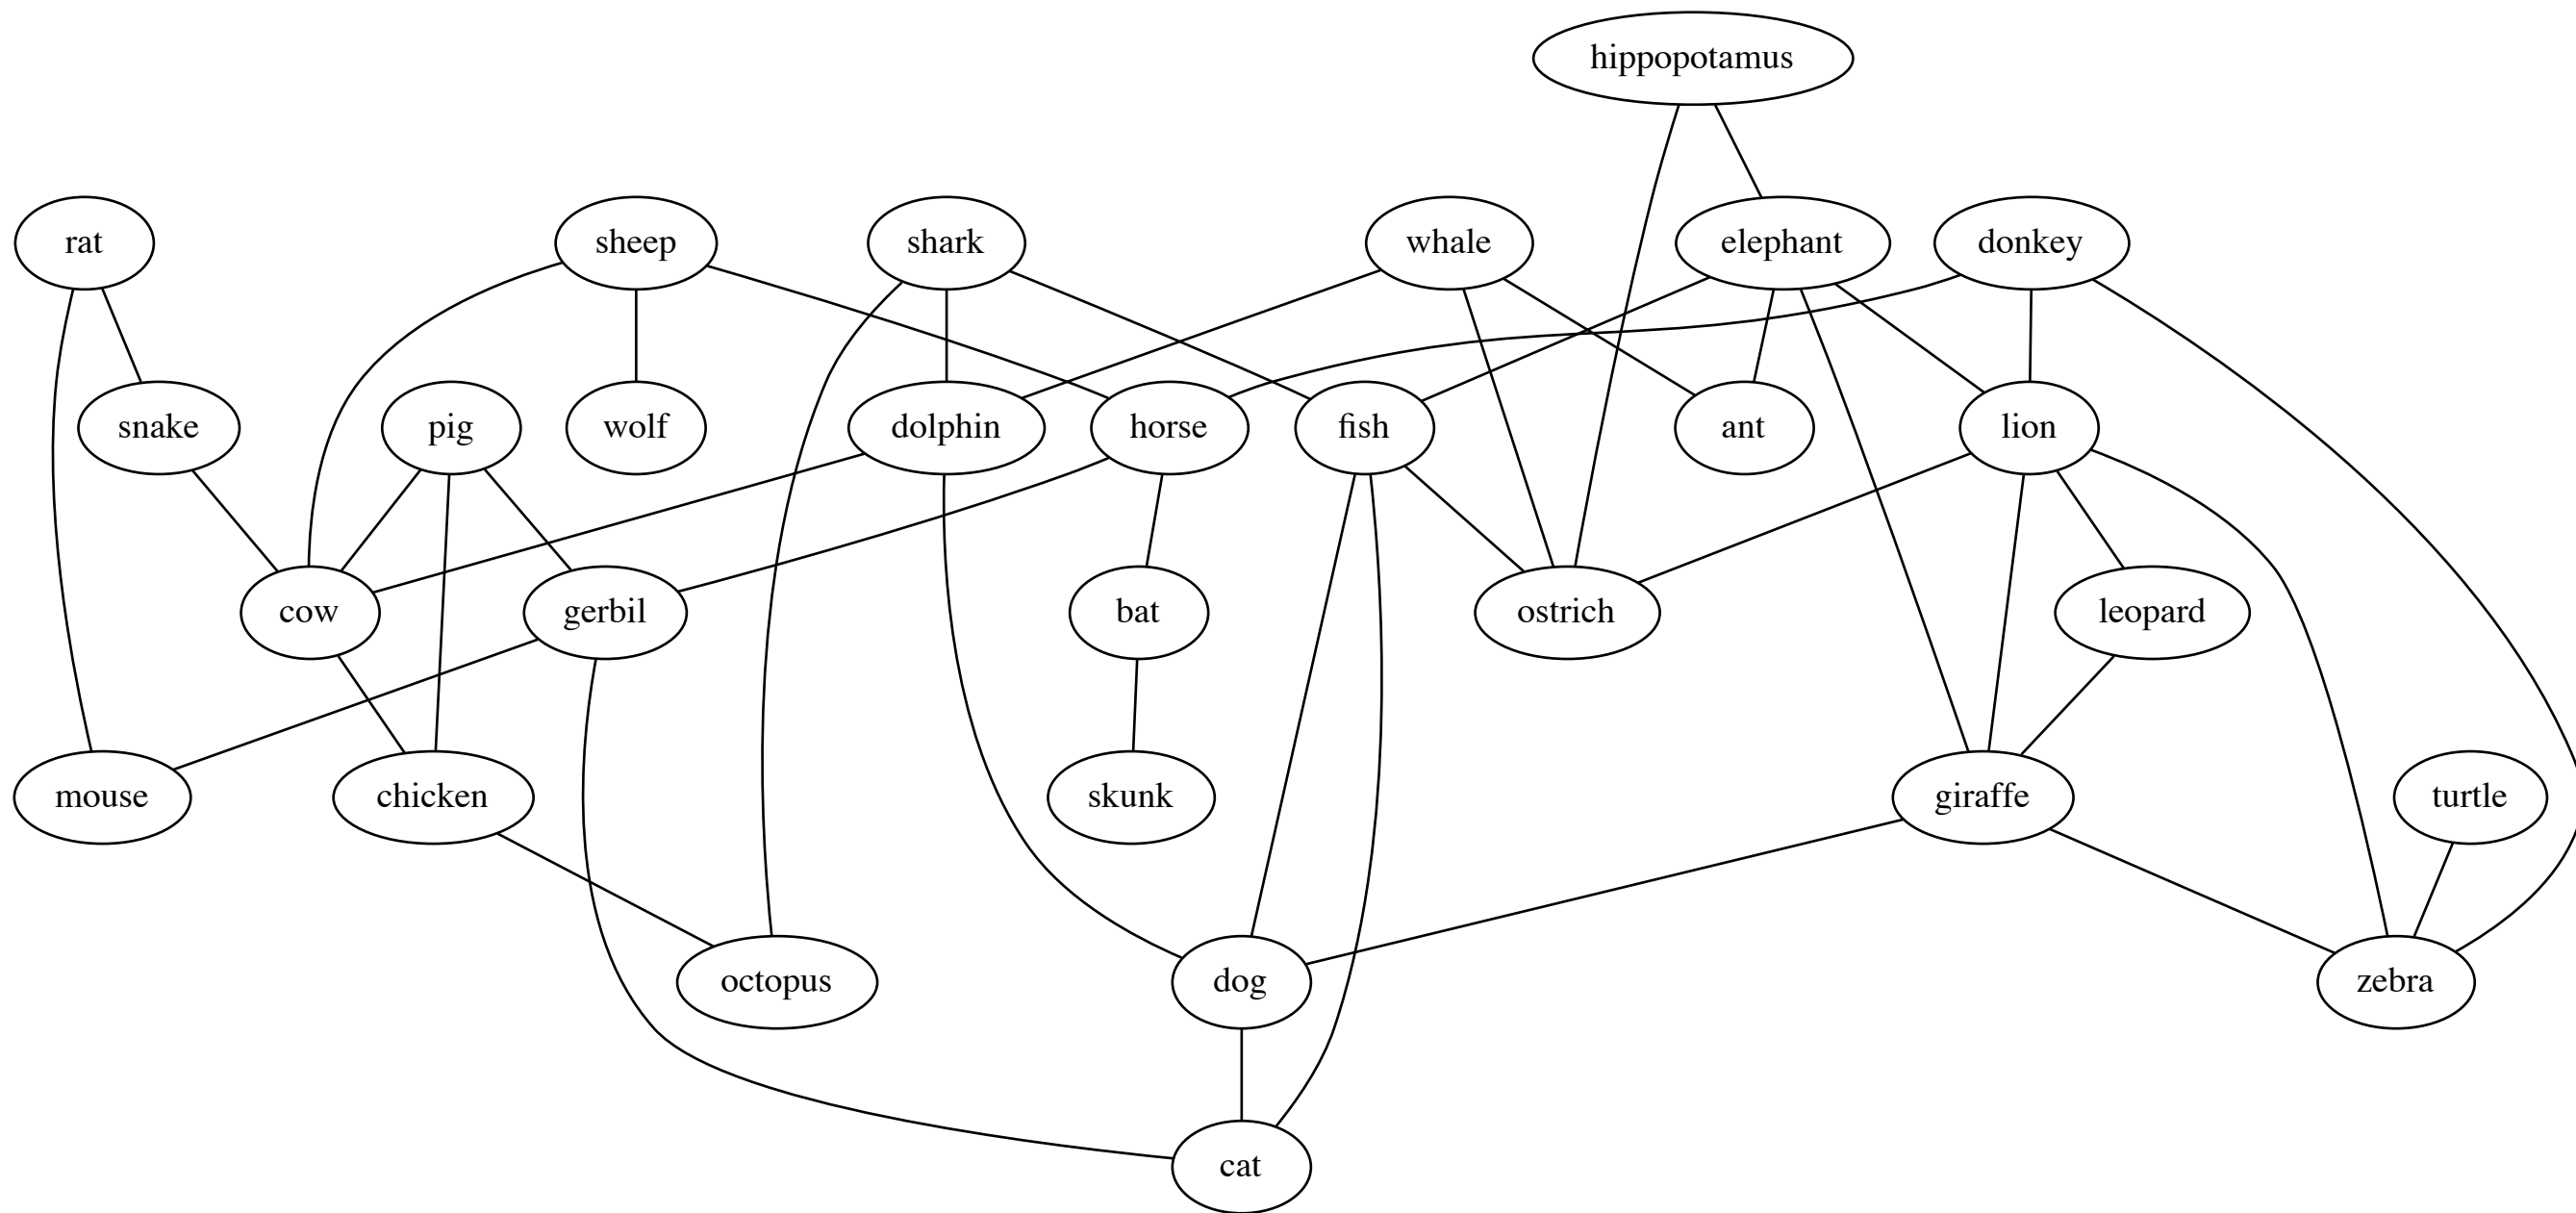 hippopotamus
rat
sheep
shark
whale
elephant
donkey
snake
pig
wolf
dolphin
horse
fish
ant
lion
cow
gerbil
bat
ostrich
leopard
mouse
chicken
skunk
giraffe
turtle
octopus
dog
zebra
cat